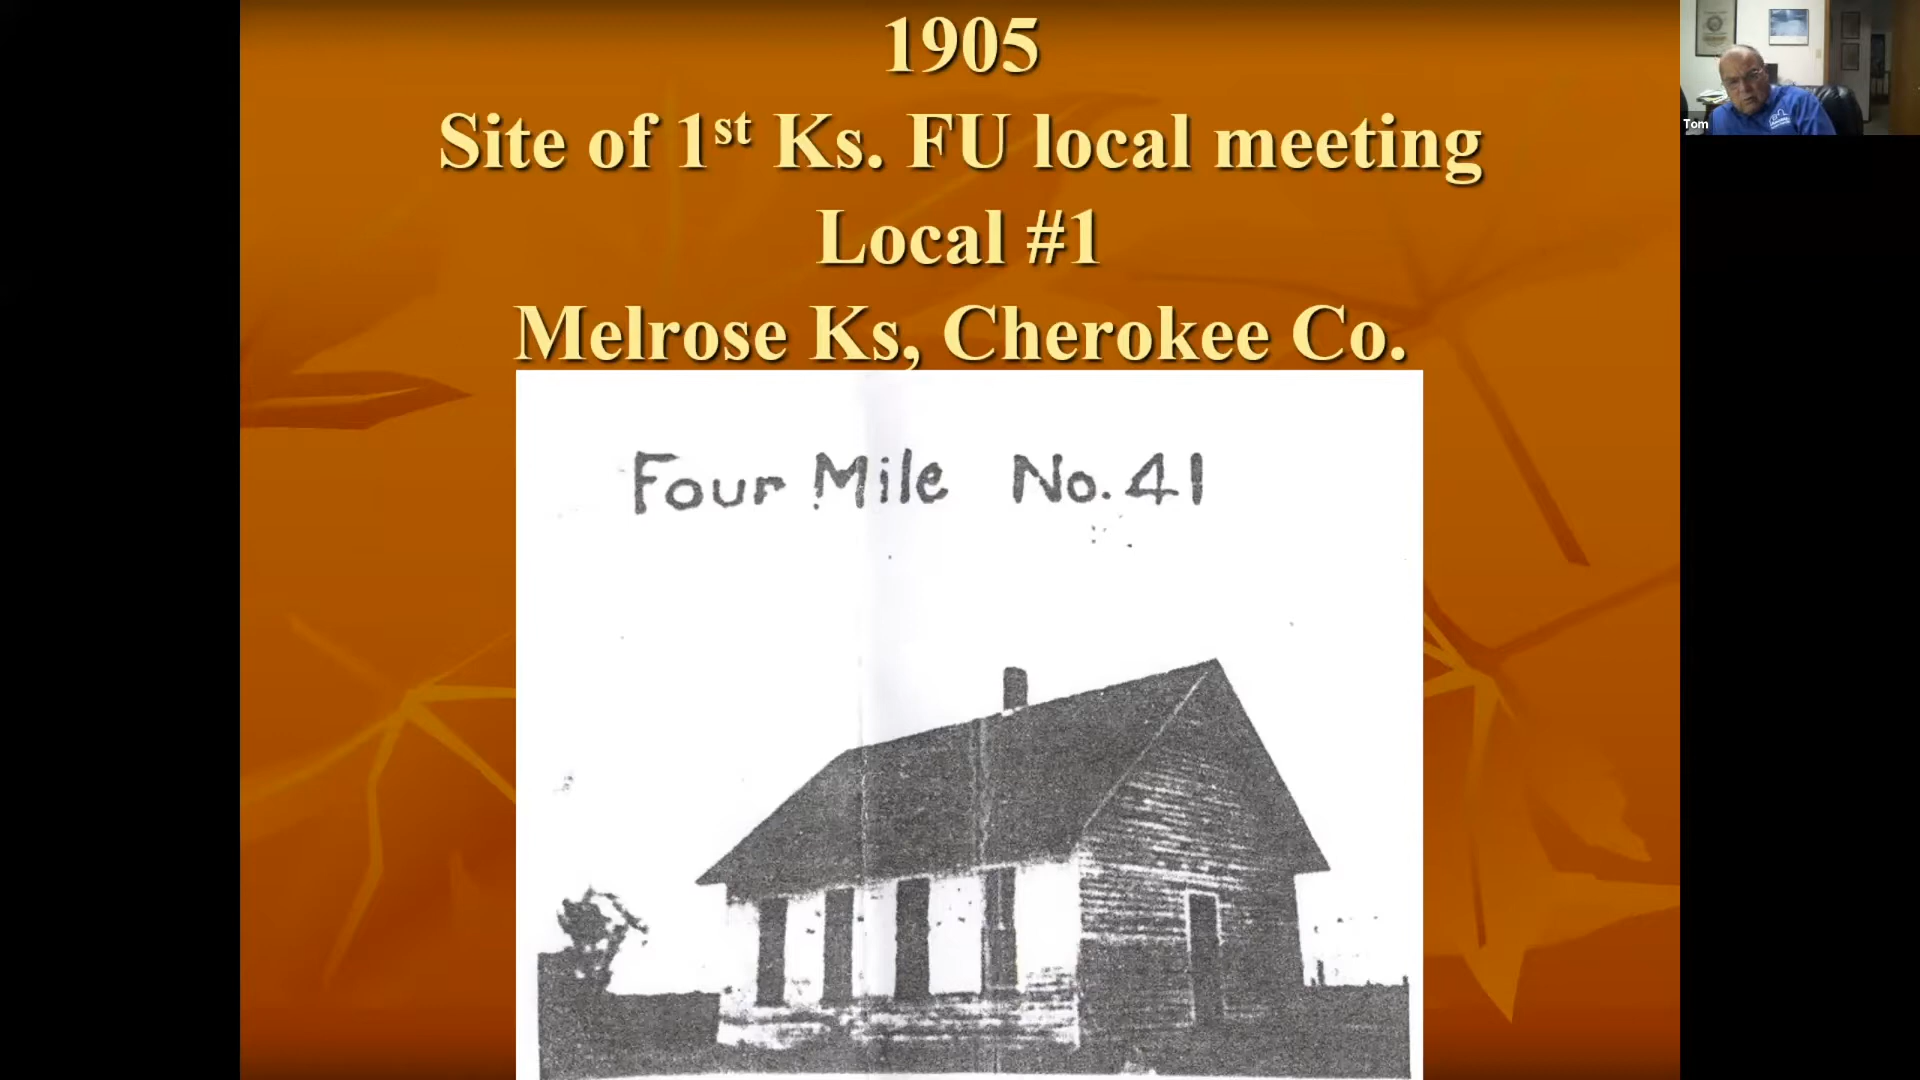 1905
Site of 1st Ks. FU local meeting
Local #1
Melrose Ks, Cherokee Co.
Four Mile No. 41
Tom